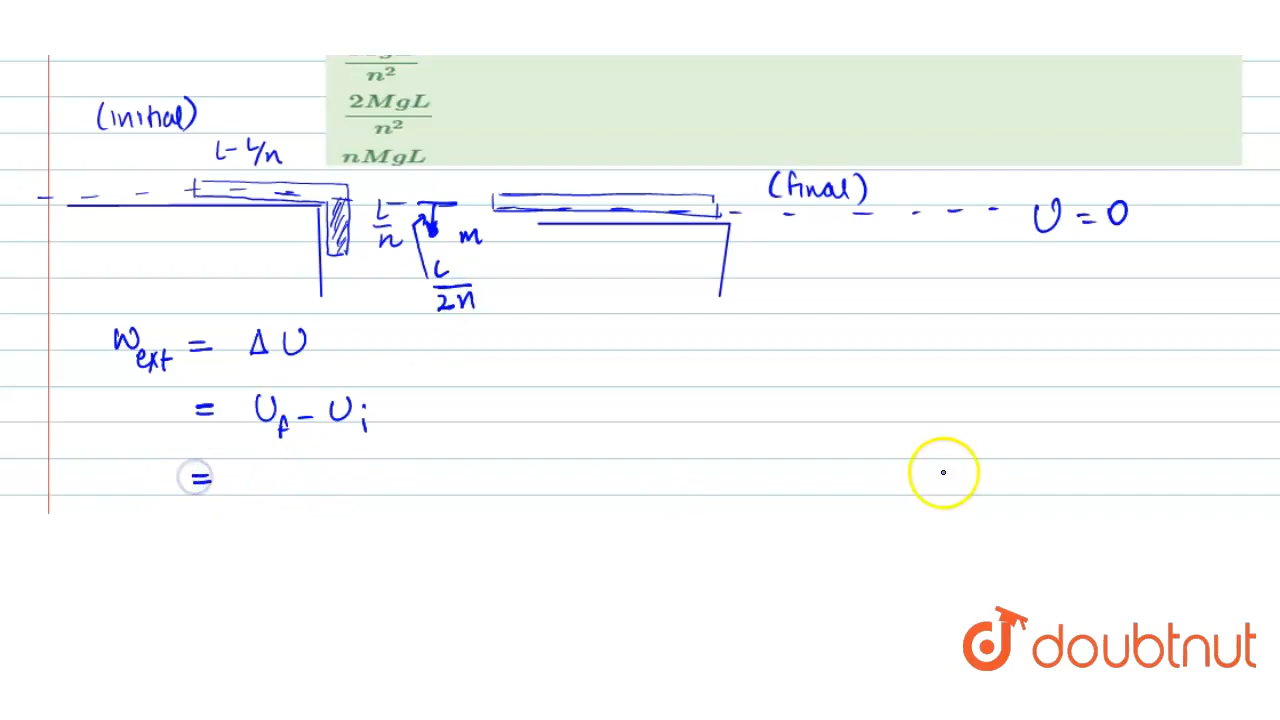 n²
2MgL
n²
nMgL
(initial)
L - L/n
(final)
L/n
m
U = 0
L/2n
W_ext = ΔU
= U_f - U_i
=
doubtnut